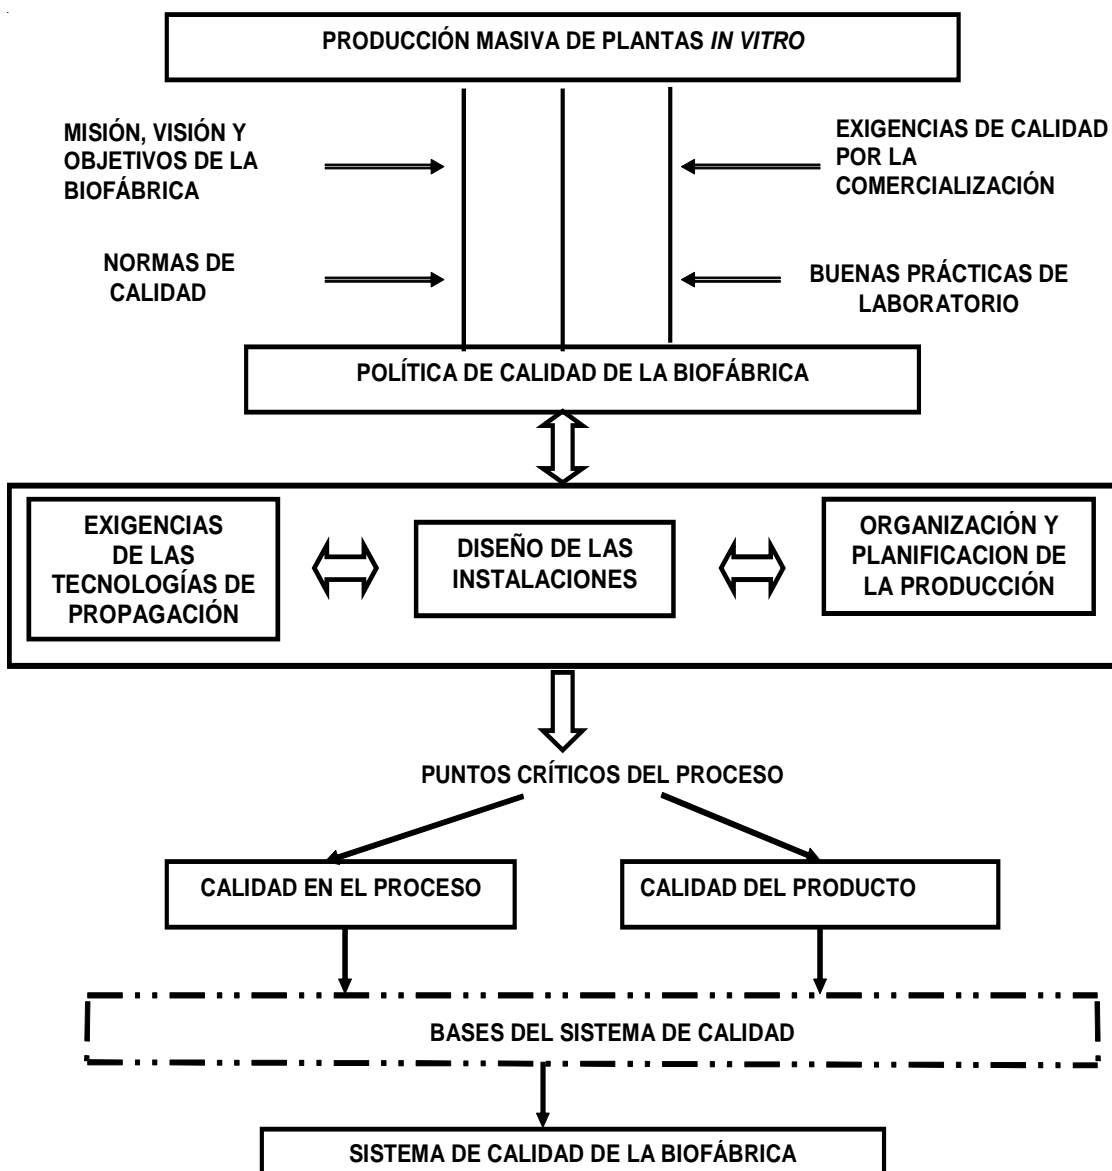 PRODUCCIÓN MASIVA DE PLANTAS IN VITRO
MISIÓN, VISIÓN Y
OBJETIVOS DE LA
BIOFÁBRICA
EXIGENCIAS DE CALIDAD
POR LA
COMERCIALIZACIÓN
NORMAS DE
CALIDAD
BUENAS PRÁCTICAS DE
LABORATORIO
POLÍTICA DE CALIDAD DE LA BIOFÁBRICA
EXIGENCIAS
DE LAS
TECNOLOGÍAS DE
PROPAGACIÓN
DISEÑO DE LAS
INSTALACIONES
ORGANIZACIÓN Y
PLANIFICACION DE
LA PRODUCCIÓN
PUNTOS CRÍTICOS DEL PROCESO
CALIDAD EN EL PROCESO
CALIDAD DEL PRODUCTO
BASES DEL SISTEMA DE CALIDAD
SISTEMA DE CALIDAD DE LA BIOFÁBRICA